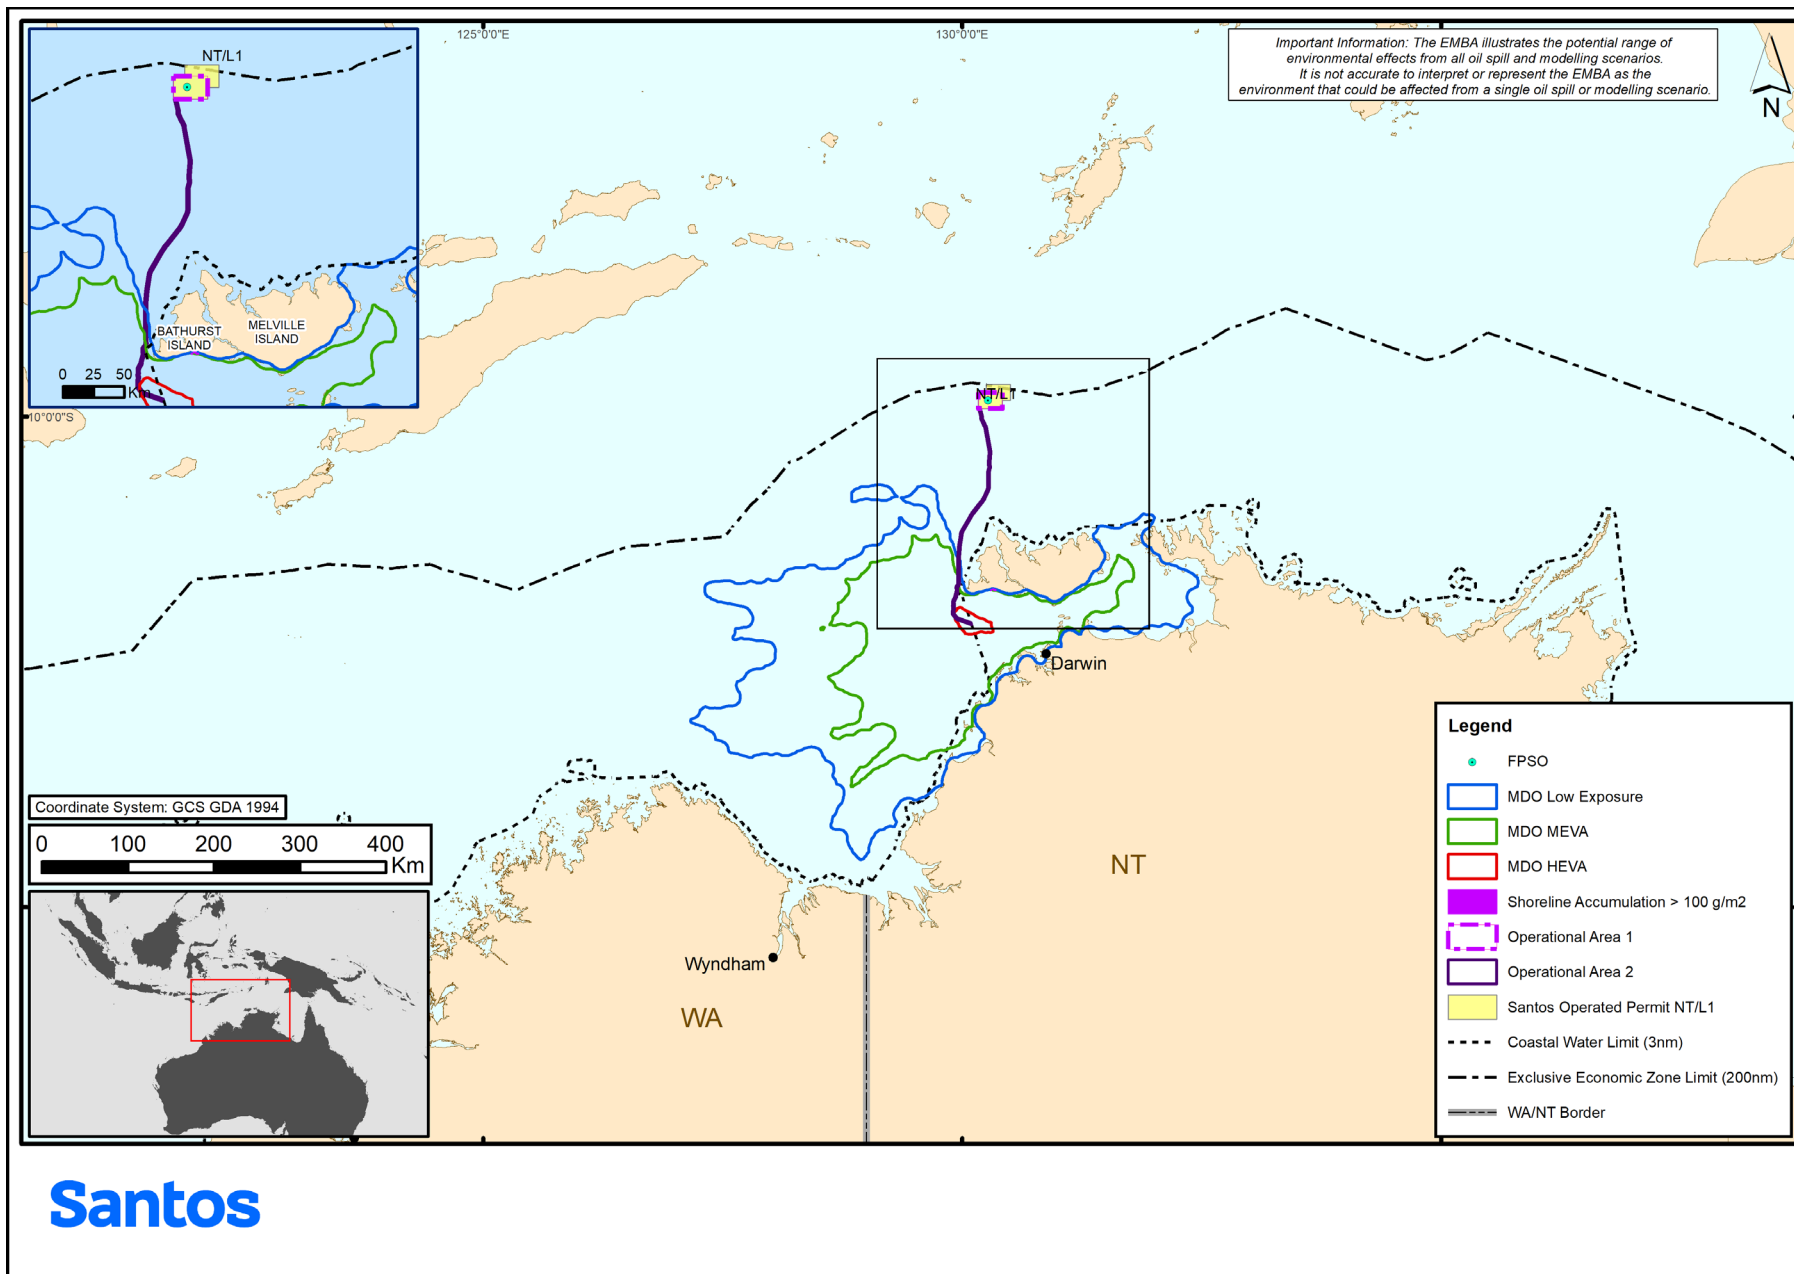 125°0'0"E
130°0'0"E
Important Information: The EMBA illustrates the potential range of
environmental effects from all oil spill and modelling scenarios.
It is not accurate to interpret or represent the EMBA as the
environment that could be affected from a single oil spill or modelling scenario.
N
NT/L1
BATHURST
ISLAND
MELVILLE
ISLAND
0 25 50
Km
10°0'0"S
NT/L1
Darwin
Coordinate System: GCS GDA 1994
0 100 200 300 400
Km
NT
Wyndham
WA
Legend
FPSO
MDO Low Exposure
MDO MEVA
MDO HEVA
Shoreline Accumulation > 100 g/m2
Operational Area 1
Operational Area 2
Santos Operated Permit NT/L1
Coastal Water Limit (3nm)
Exclusive Economic Zone Limit (200nm)
WA/NT Border
Santos